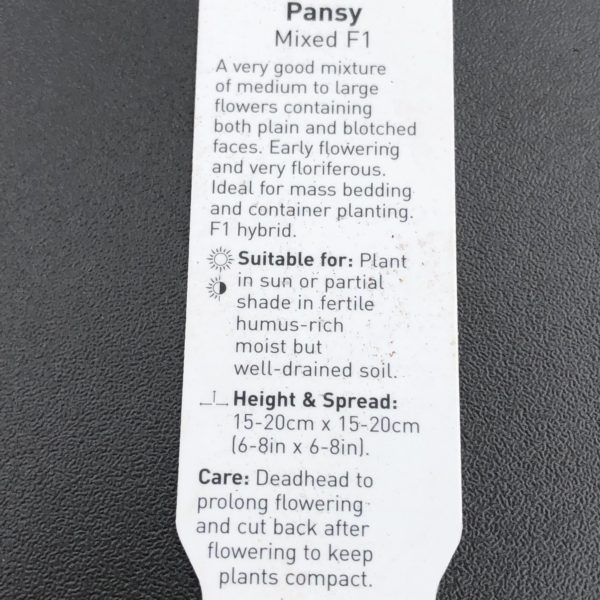 Pansy
Mixed F1
A very good mixture
of medium to large
flowers containing
both plain and blotched
faces. Early flowering
and very floriferous.
Ideal for mass bedding
and container planting.
F1 hybrid.
Suitable for: Plant
in sun or partial
shade in fertile
humus-rich
moist but
well-drained soil.
Height & Spread:
15-20cm x 15-20cm
(6-8in x 6-8in).
Care: Deadhead to
prolong flowering
and cut back after
flowering to keep
plants compact.